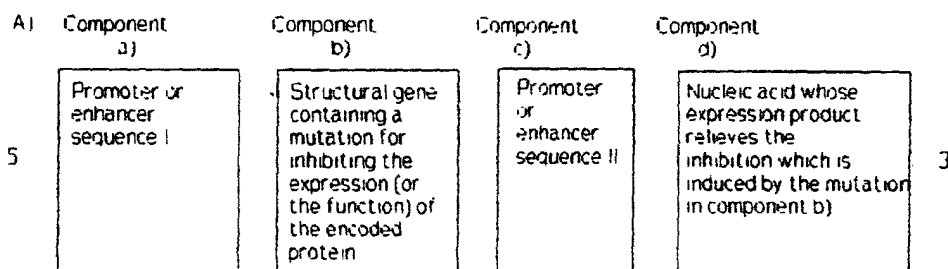 A) Component Component Component Component
a) b) c) d)
Promoter or
enhancer
sequence I
Structural gene
containing a
mutation for
inhibiting the
expression (or
the function) of
the encoded
protein
Promoter
or
enhancer
sequence II
Nucleic acid whose
expression product
relieves the
inhibition which is
induced by the mutation
in component b)
5 3